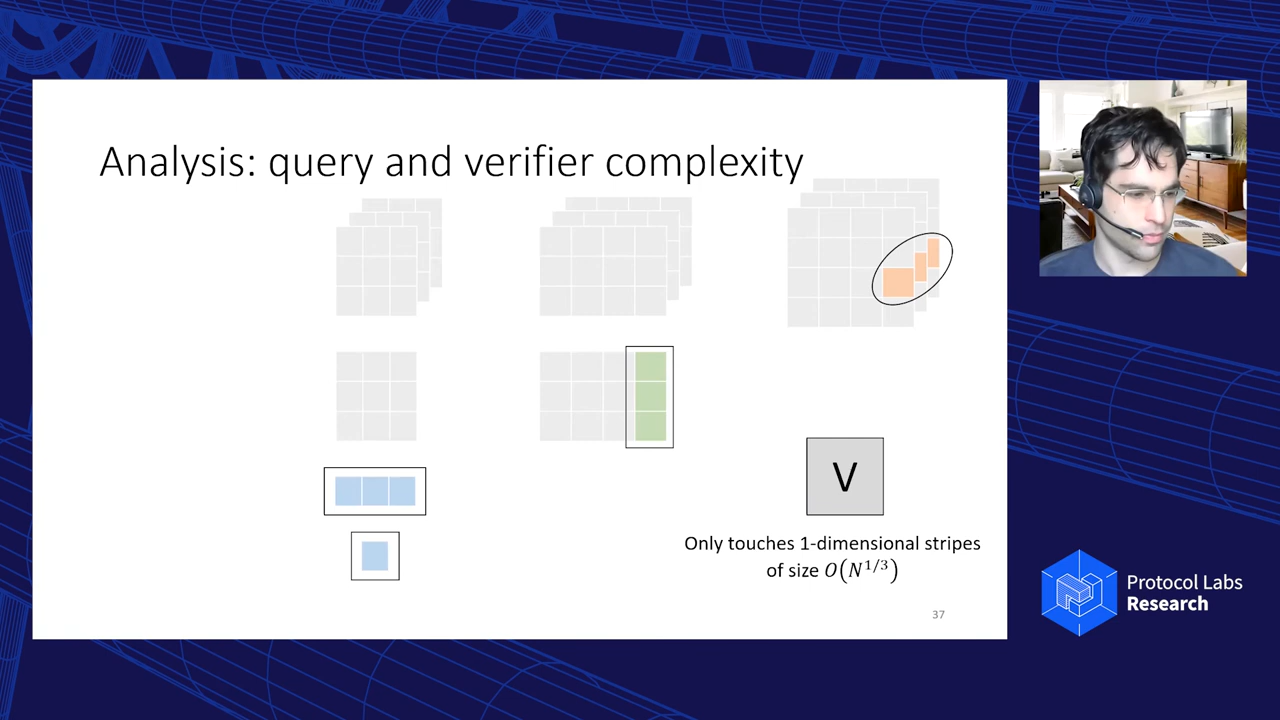 Analysis: query and verifier complexity
V
Only touches 1-dimensional stripes
of size O(N^{1/3})
37
Protocol Labs
Research